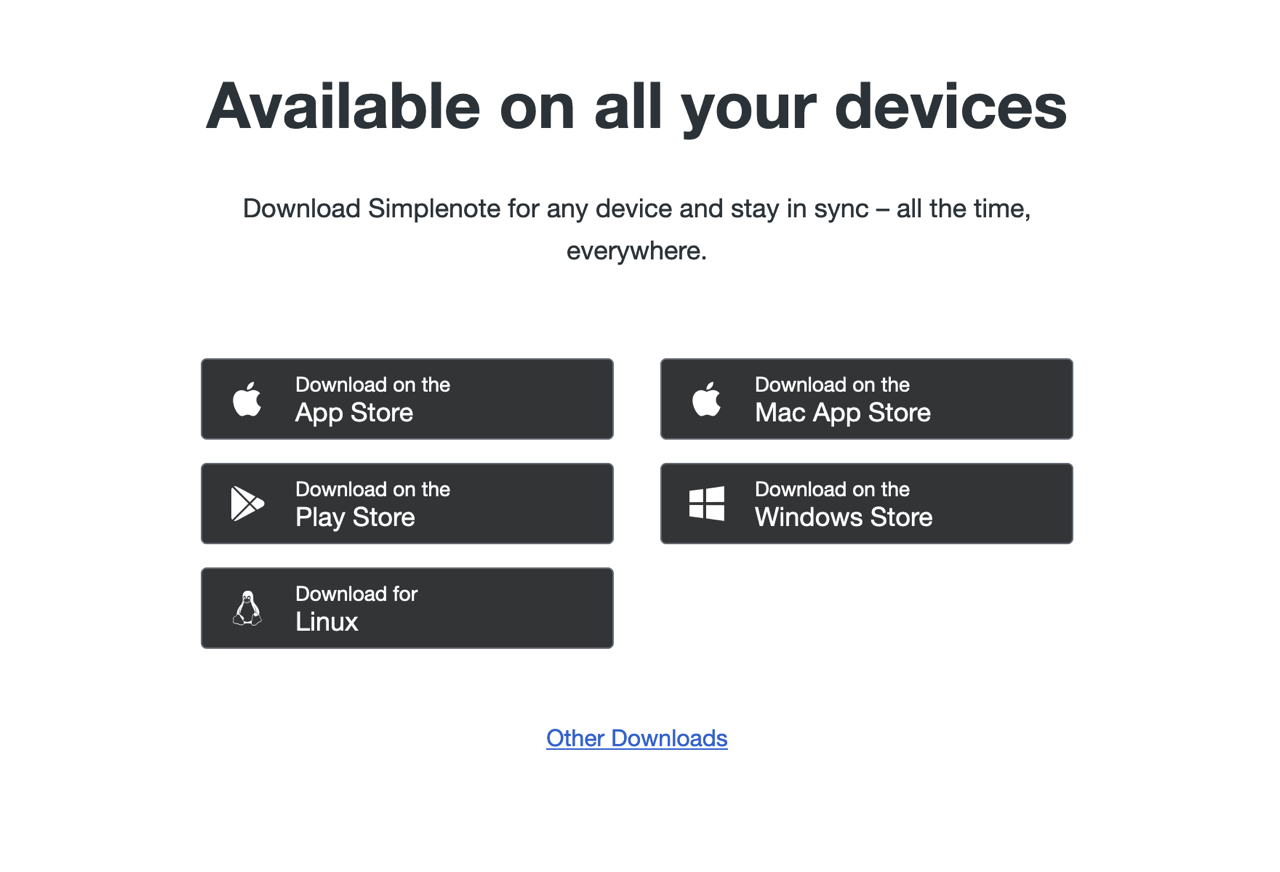 Available on all your devices
Download Simplenote for any device and stay in sync – all the time,
everywhere.
Download on the
App Store
Download on the
Mac App Store
Download on the
Play Store
Download on the
Windows Store
Download for
Linux
Other Downloads